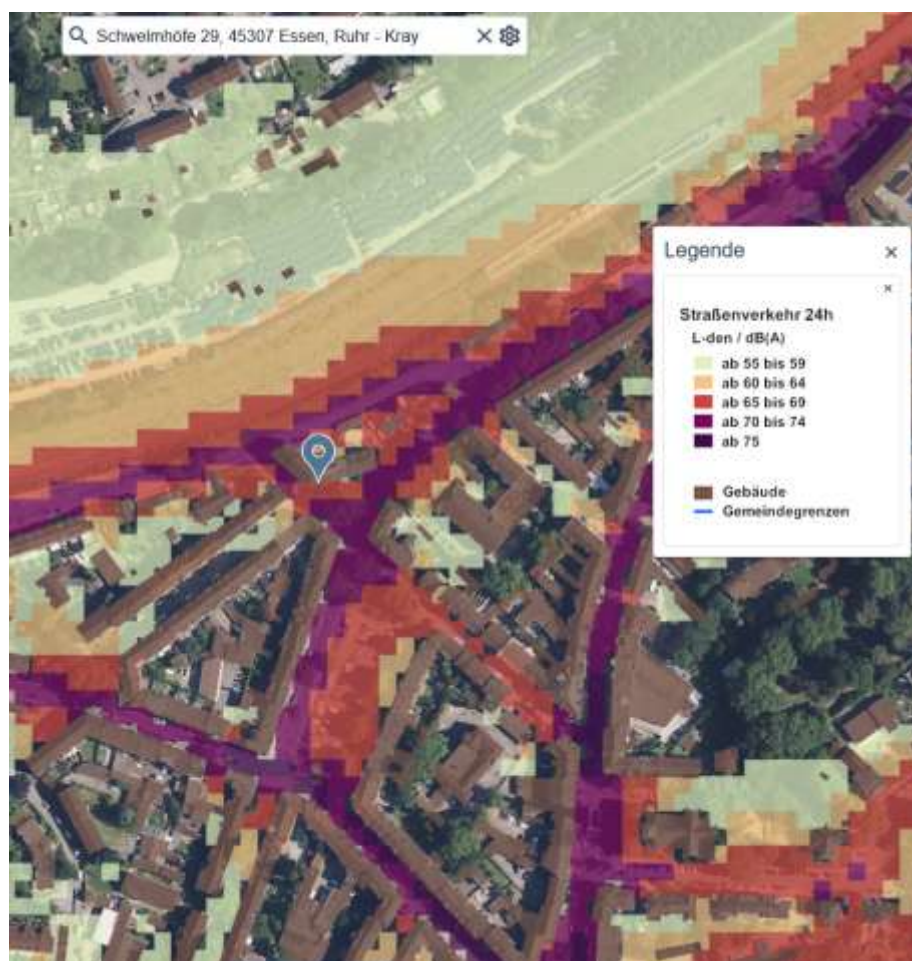 Schwelmhöfe 29, 45307 Essen, Ruhr - Kray
Legende
Straßenverkehr 24h
L-den / dB(A)
ab 55 bis 59
ab 60 bis 64
ab 65 bis 69
ab 70 bis 74
ab 75
Gebäude
Gemeindegrenzen